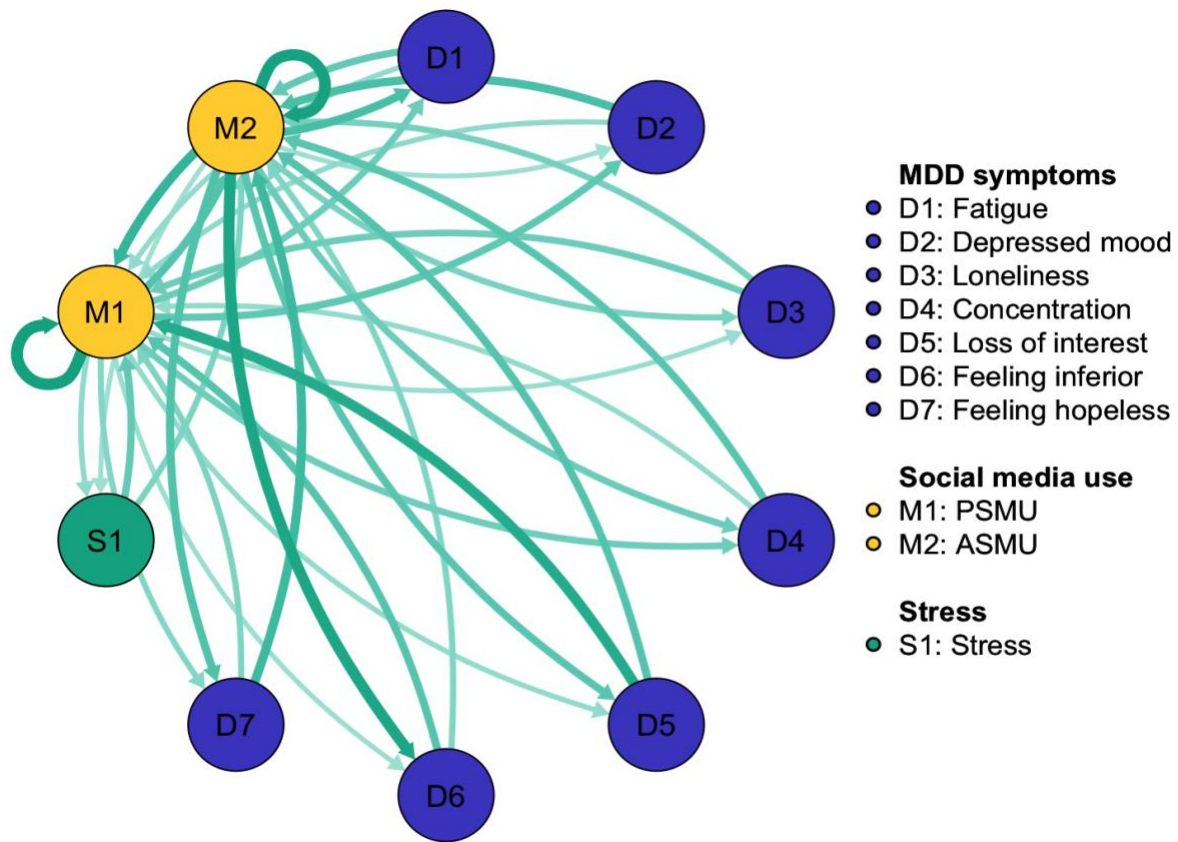 D1
M2
D2
M1
D3
S1
D4
D7
D5
D6
MDD symptoms
D1: Fatigue
D2: Depressed mood
D3: Loneliness
D4: Concentration
D5: Loss of interest
D6: Feeling inferior
D7: Feeling hopeless
Social media use
M1: PSMU
M2: ASMU
Stress
S1: Stress